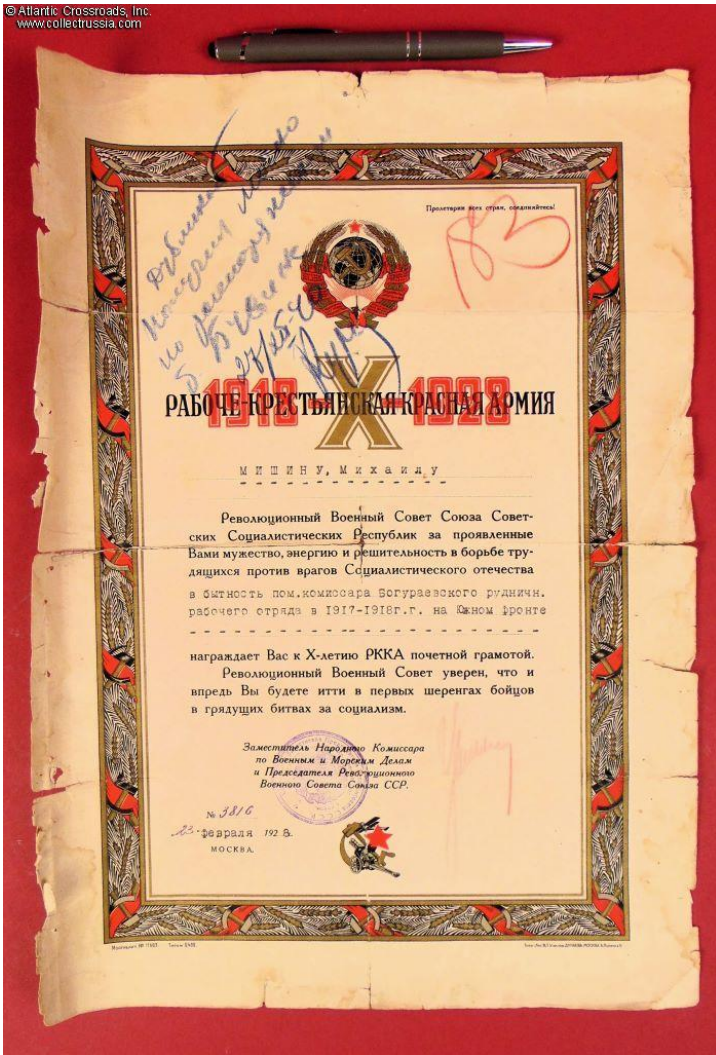 © Atlantic Crossroads, Inc.
www.collectrussia.com
Пролетарии всех стран, соединяйтесь!
Дубликат
83
по
1918 X 1928
РАБОЧЕ-КРЕСТЬЯНСКАЯ КРАСНАЯ АРМИЯ
МИШИНУ, Михаилу
Революционный Военный Совет Союза Совет-
ских Социалистических Республик за проявленные
Вами мужество, энергию и решительность в борьбе тру-
дящихся против врагов Социалистического отечества
в бытность пом.комиссара Богураевского рудничн.
рабочего отряда в 1917-1918г.г. на Южном фронте
награждает Вас к X-летию РККА почетной грамотой.
Революционный Военный Совет уверен, что и
впредь Вы будете итти в первых шеренгах бойцов
в грядущих битвах за социализм.
Заместитель Народного Комиссара
по Военным и Морским Делам
и Председателя Революционного
Военного Совета Союза ССР.
№ 3816
23 февраля 1928.
МОСКВА.